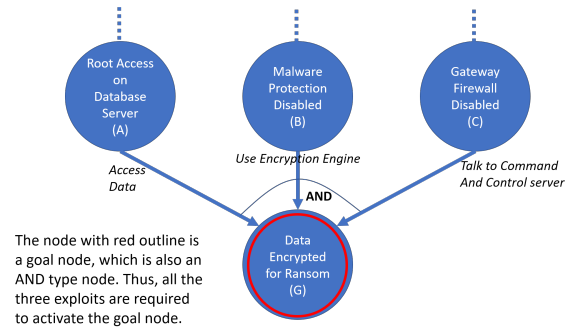 Root Access
on
Database
Server
(A)
Malware
Protection
Disabled
(B)
Gateway
Firewall
Disabled
(C)
Access
Data
Use Encryption Engine
Talk to Command
And Control server
AND
Data
Encrypted
for Ransom
(G)
The node with red outline is
a goal node, which is also an
AND type node. Thus, all the
three exploits are required
to activate the goal node.